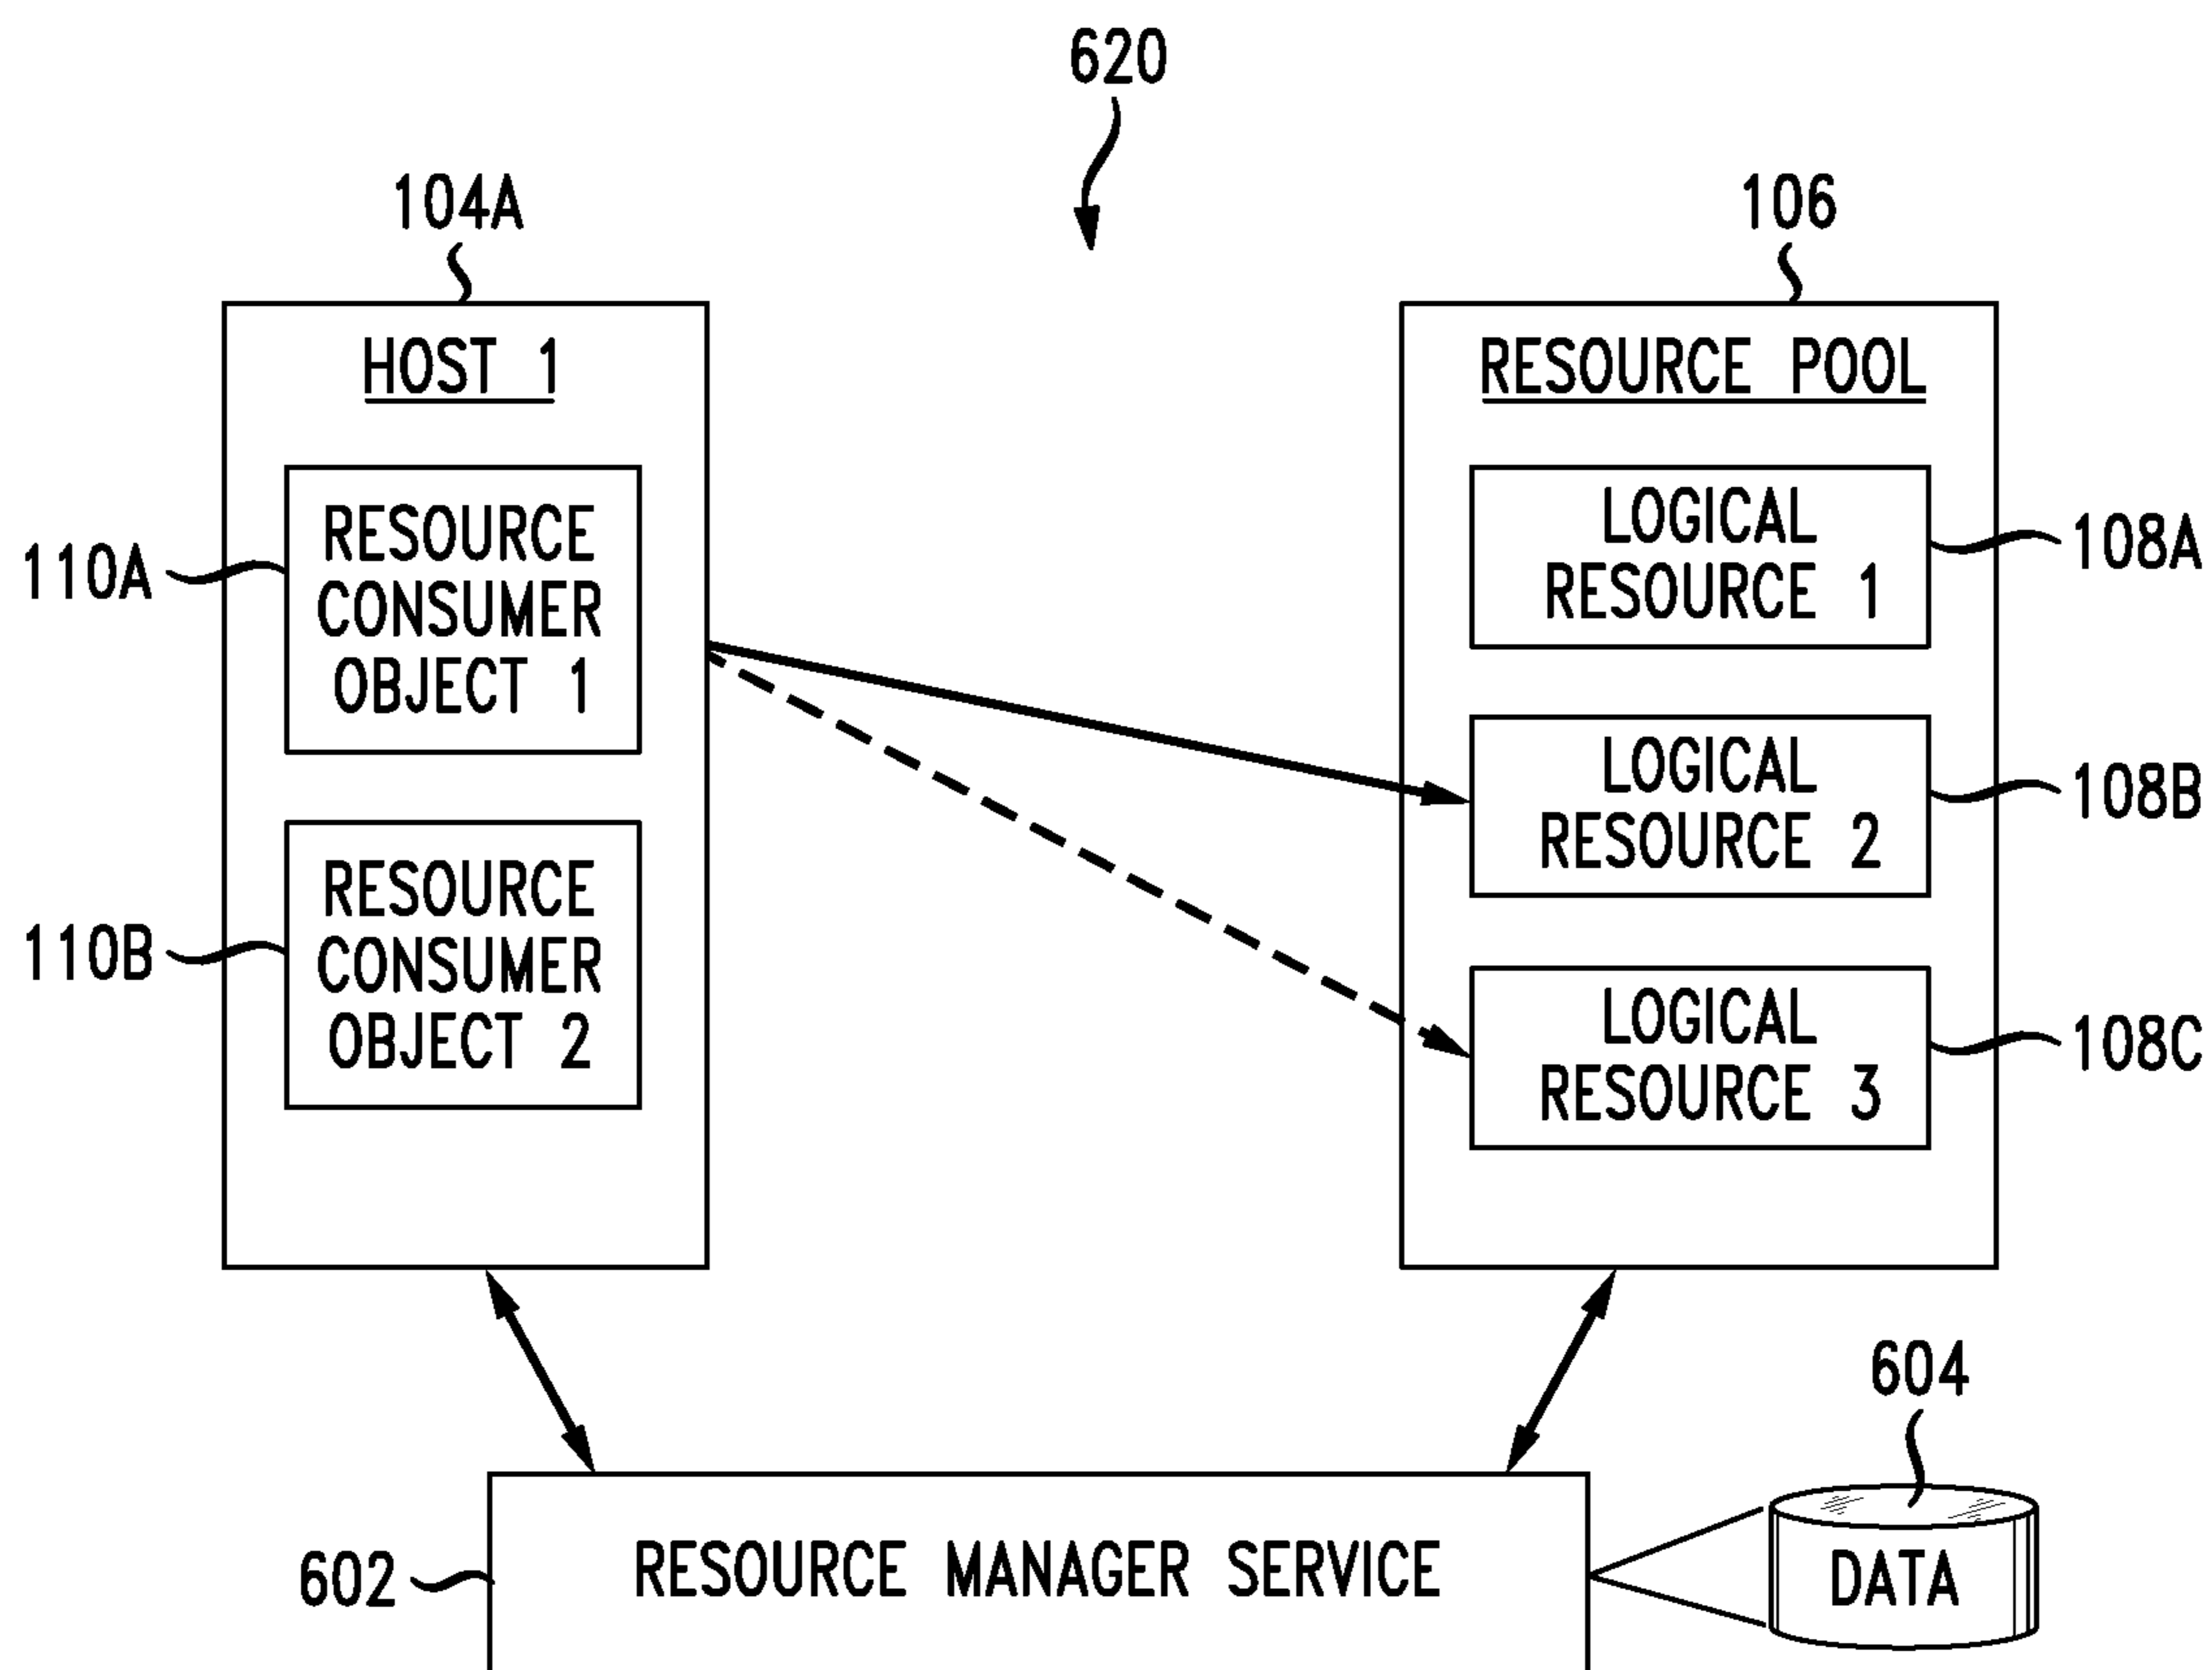 620
104A
106
HOST 1
RESOURCE POOL
110A
RESOURCE
CONSUMER
OBJECT 1
LOGICAL
RESOURCE 1
108A
LOGICAL
RESOURCE 2
108B
110B
RESOURCE
CONSUMER
OBJECT 2
LOGICAL
RESOURCE 3
108C
604
602
RESOURCE MANAGER SERVICE
DATA